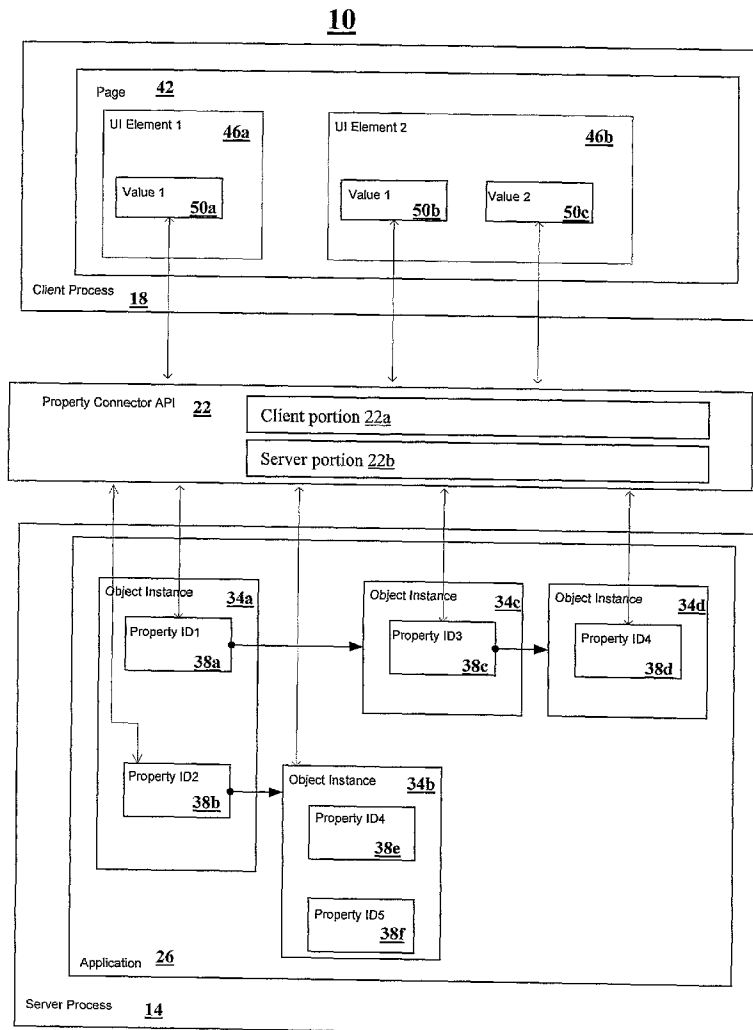 10
Page 42
UI Element 1 46a
Value 1 50a
UI Element 2 46b
Value 1 50b
Value 2 50c
Client Process 18
Property Connector API 22
Client portion 22a
Server portion 22b
Object Instance 34a
Property ID1 38a
Object Instance 34c
Property ID3 38c
Object Instance 34d
Property ID4 38d
Property ID2 38b
Object Instance 34b
Property ID4 38e
Property ID5 38f
Application 26
Server Process 14